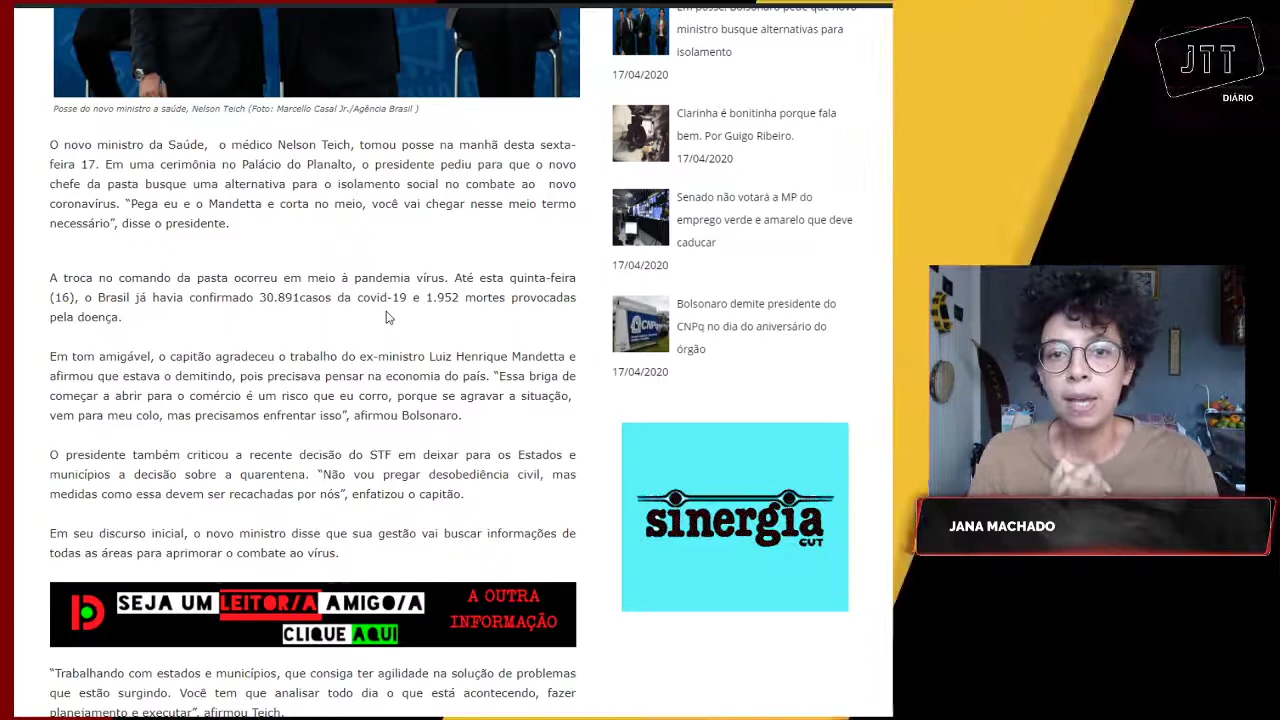 Posse do novo ministro a saúde, Nelson Teich (Foto: Marcello Casal Jr./Agência Brasil )
O novo ministro da Saúde,  o médico Nelson Teich, tomou posse na manhã desta sexta-
feira 17. Em uma cerimônia no Palácio do Planalto, o presidente pediu para que o novo
chefe da pasta busque uma alternativa para o isolamento social no combate ao  novo
coronavírus. “Pega eu e o Mandetta e corta no meio, você vai chegar nesse meio termo
necessário”, disse o presidente.
A troca no comando da pasta ocorreu em meio à pandemia vírus. Até esta quinta-feira
(16), o Brasil já havia confirmado 30.891casos da covid-19 e 1.952 mortes provocadas
pela doença.
Em tom amigável, o capitão agradeceu o trabalho do ex-ministro Luiz Henrique Mandetta e
afirmou que estava o demitindo, pois precisava pensar na economia do país. “Essa briga de
começar a abrir para o comércio é um risco que eu corro, porque se agravar a situação,
vem para meu colo, mas precisamos enfrentar isso”, afirmou Bolsonaro.
O presidente também criticou a recente decisão do STF em deixar para os Estados e
municípios a decisão sobre a quarentena. “Não vou pregar desobediência civil, mas
medidas como essa devem ser recachadas por nós”, enfatizou o capitão.
Em seu discurso inicial, o novo ministro disse que sua gestão vai buscar informações de
todas as areas para aprimorar o combate ao vírus.
SEJA UM LEITOR/A AMIGO/A
CLIQUE AQUI
A OUTRA
INFORMAÇÃO
“Trabalhando com estados e municípios, que consiga ter agilidade na solução de problemas
que estão surgindo. Você tem que analisar todo dia o que está acontecendo, fazer
planejamento e executar”, afirmou Teich.
Em posse, Bolsonaro pede que novo
ministro busque alternativas para
isolamento
17/04/2020
Clarinha é bonitinha porque fala
bem. Por Guigo Ribeiro.
17/04/2020
Senado não votará a MP do
emprego verde e amarelo que deve
caducar
17/04/2020
CNPq
Bolsonaro demite presidente do
CNPq no dia do aniversário do
órgão
17/04/2020
sinergia
CUT
JTT
DIÁRIO
JANA MACHADO